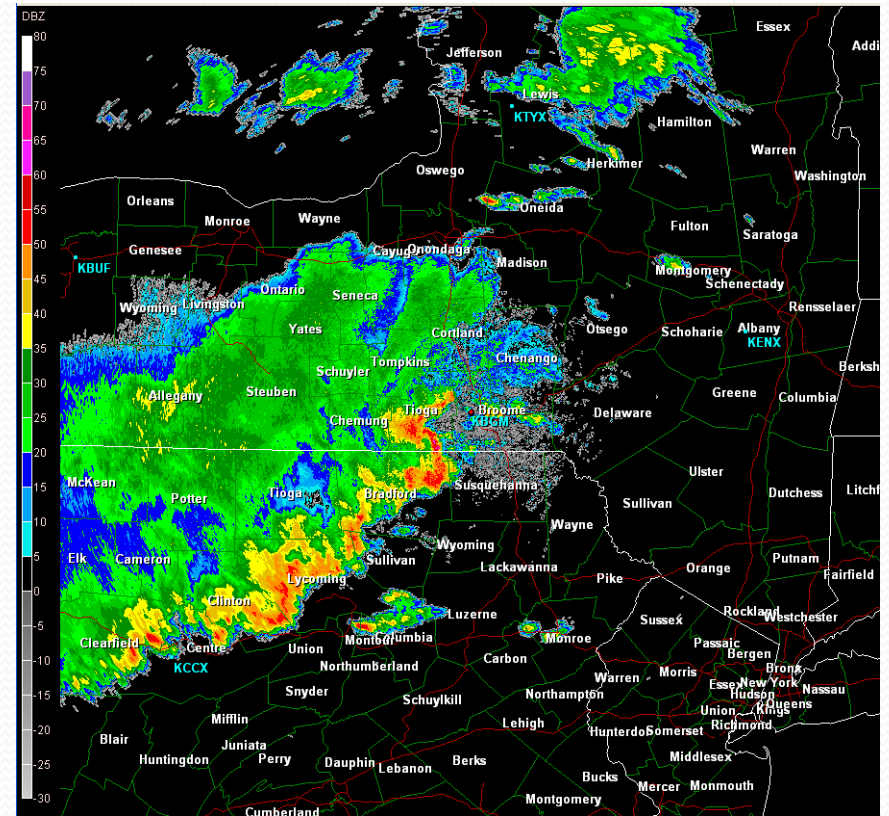 DBZ
80
75
70
65
60
55
50
45
40
35
30
25
20
15
10
5
0
-5
-10
-15
-20
-25
-30
Essex
Addi
Jefferson
Lewis
KTYX
Hamilton
Warren
Herkimer
Washington
Oswego
Orleans
Oneida
Monroe
Wayne
Fulton
Saratoga
Genesee
Cayug
Onondaga
Madison
KBUF
Montgomery
Schenectady
Ontario
Seneca
Wyoming
Livingston
Rensselaer
Yates
Cortland
Otsego
Schoharie
Albany
KENX
Tompkins
Chenango
Schuyler
Berksh
Allegany
Steuben
Greene
Columbia
Tioga
Broome
Delaware
Chemung
KBGM
Ulster
McKean
Potter
Tioga
Bradford
Susquehanna
Sullivan
Dutchess
Litchf
Wayne
Elk
Cameron
Sullivan
Wyoming
Lackawanna
Putnam
Orange
Fairfield
Lycoming
Pike
Clinton
Rockland
Westchester
Luzerne
Sussex
Clearfield
Centre
Union
Montour
Columbia
Monroe
Passaic
Bergen
KCCX
Northumberland
Carbon
Warren
Morris
Bronx
Essex
New York
Hudson
Nassau
Snyder
Schuylkill
Northampton
Union
Kings
Queens
Mifflin
Lehigh
Hunterdon
Somerset
Richmond
Blair
Juniata
Huntingdon
Perry
Dauphin
Lebanon
Berks
Middlesex
Bucks
Mercer
Monmouth
Montgomery
Cumberland